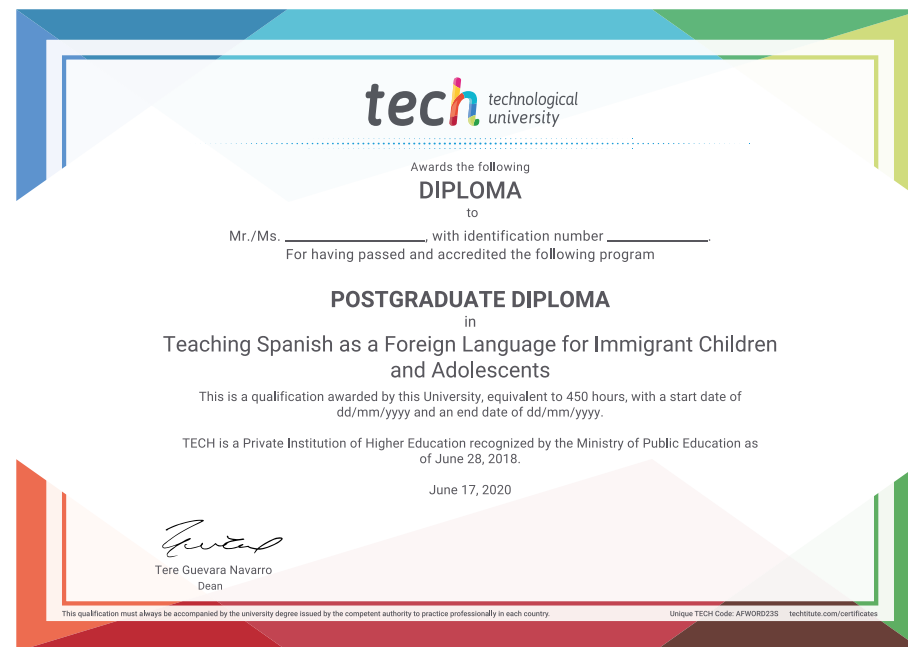 tech technological
university
Awards the following
DIPLOMA
to
Mr./Ms. ____________, with identification number ____________.
For having passed and accredited the following program
POSTGRADUATE DIPLOMA
in
Teaching Spanish as a Foreign Language for Immigrant Children
and Adolescents
This is a qualification awarded by this University, equivalent to 450 hours, with a start date of
dd/mm/yyyy and an end date of dd/mm/yyyy.
TECH is a Private Institution of Higher Education recognized by the Ministry of Public Education as
of June 28, 2018.
June 17, 2020
Tere Guevara Navarro
Dean
This qualification must always be accompanied by the university degree issued by the competent authority to practice professionally in each country. Unique TECH Code: AFWORD23S techtitute.com/certificates